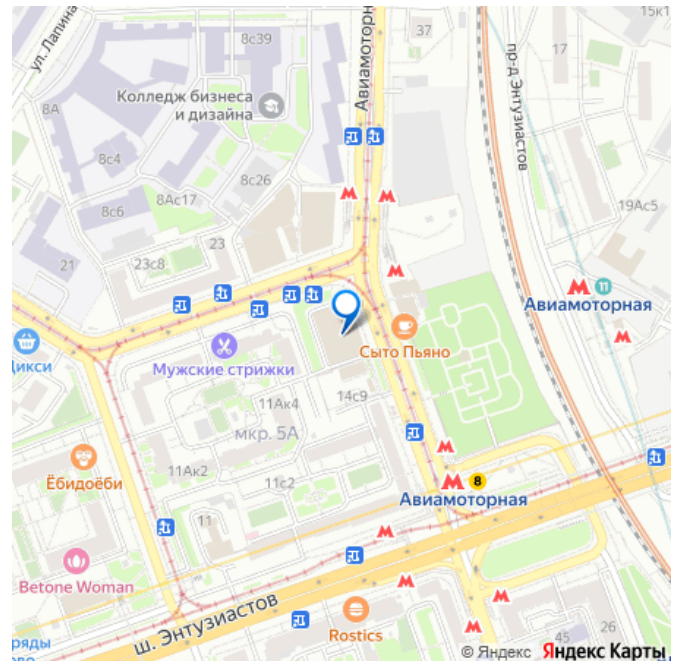 15к1
37
17
8с39
ул. Лапина
Авиамоторн
Колледж бизнеса
и дизайна
пр-д Энтузиастов
8А
8с4
8с26
8Ас17
8с6
19Ас5
23
21
23с8
11
Авиамоторная
Дикси
Сыто Пьяно
Мужские стрижки
14с9
11Ак4
мкр. 5А
11Ак2
11с2
Ёбидоёби
8
Авиамоторная
11
Betone Woman
ш. Энтузиастов
Rostics
ряды
45
26
© Яндекс Яндекс Карты